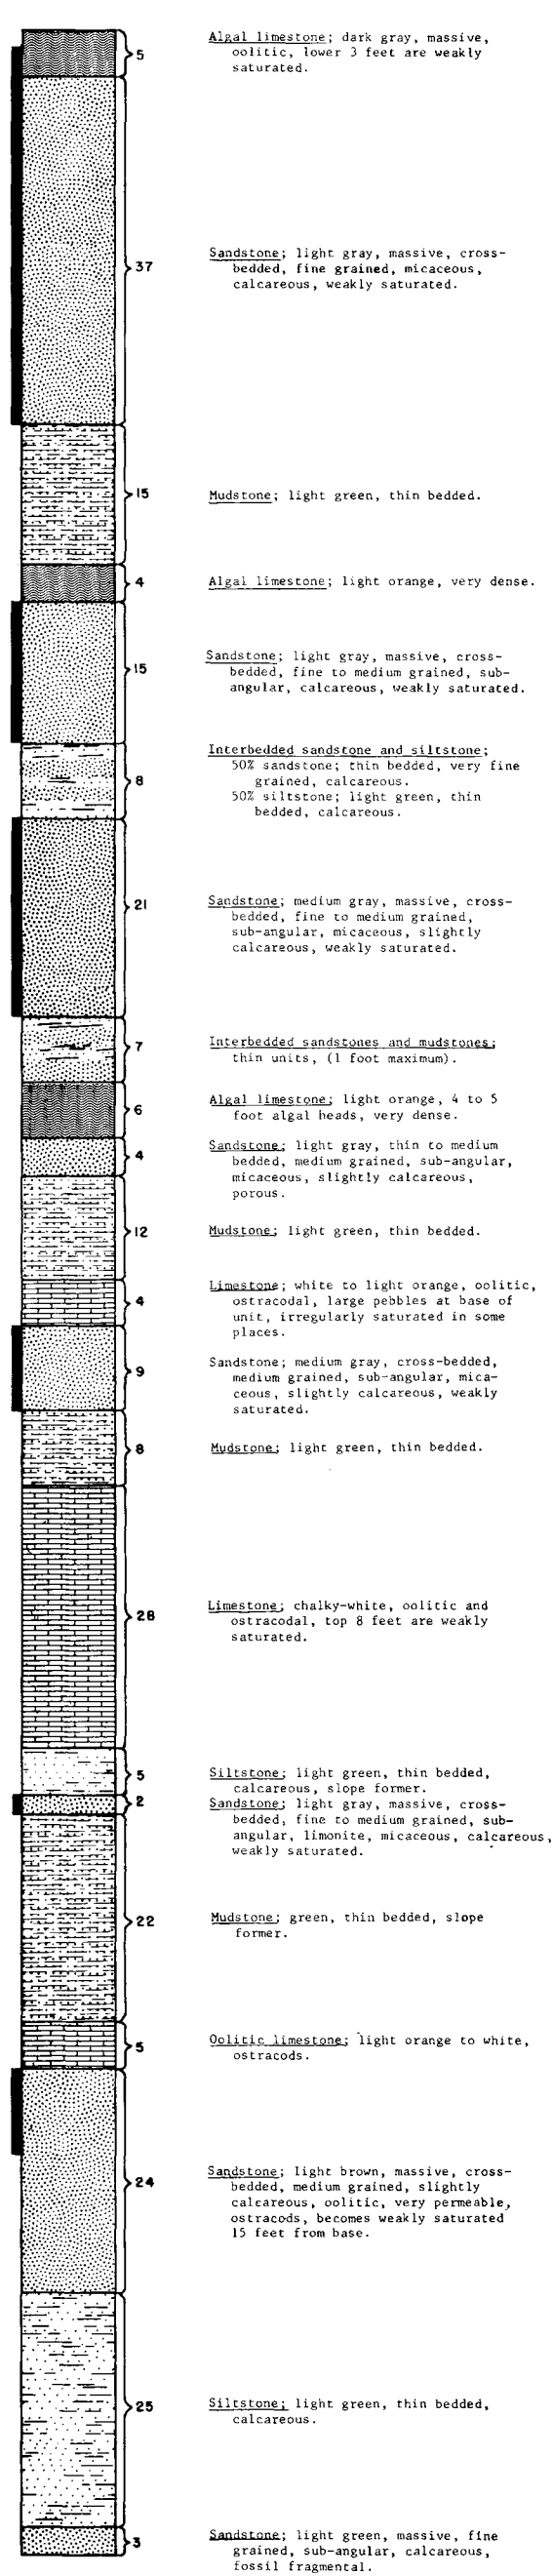 5
Algal limestone; dark gray, massive,
oolitic, lower 3 feet are weakly
saturated.
37
Sandstone; light gray, massive, cross-
bedded, fine grained, micaceous,
calcareous, weakly saturated.
15
Mudstone; light green, thin bedded.
4
Algal limestone; light orange, very dense.
15
Sandstone; light gray, massive, cross-
bedded, fine to medium grained, sub-
angular, calcareous, weakly saturated.
8
Interbedded sandstone and siltstone;
50% sandstone; thin bedded, very fine
grained, calcareous.
50% siltstone; light green, thin
bedded, calcareous.
21
Sandstone; medium gray, massive, cross-
bedded, fine to medium grained,
sub-angular, micaceous, slightly
calcareous, weakly saturated.
7
Interbedded sandstones and mudstones;
thin units, (1 foot maximum).
6
Algal limestone; light orange, 4 to 5
foot algal heads, very dense.
4
Sandstone; light gray, thin to medium
bedded, medium grained, sub-angular,
micaceous, slightly calcareous,
porous.
12
Mudstone; light green, thin bedded.
4
Limestone; white to light orange, oolitic,
ostracodal, large pebbles at base of
unit, irregularly saturated in some
places.
9
Sandstone; medium gray, cross-bedded,
medium grained, sub-angular, mica-
ceous, slightly calcareous, weakly
saturated.
8
Mudstone; light green, thin bedded.
28
Limestone; chalky-white, oolitic and
ostracodal, top 8 feet are weakly
saturated.
5
Siltstone; light green, thin bedded,
calcareous, slope former.
2
Sandstone; light gray, massive, cross-
bedded, fine to medium grained, sub-
angular, limonite, micaceous, calcareous,
weakly saturated.
22
Mudstone; green, thin bedded, slope
former.
5
Oolitic limestone; light orange to white,
ostracods.
24
Sandstone; light brown, massive, cross-
bedded, medium grained, slightly
calcareous, oolitic, very permeable,
ostracods, becomes weakly saturated
15 feet from base.
25
Siltstone; light green, thin bedded,
calcareous.
3
Sandstone; light green, massive, fine
grained, sub-angular, calcareous,
fossil fragmental.